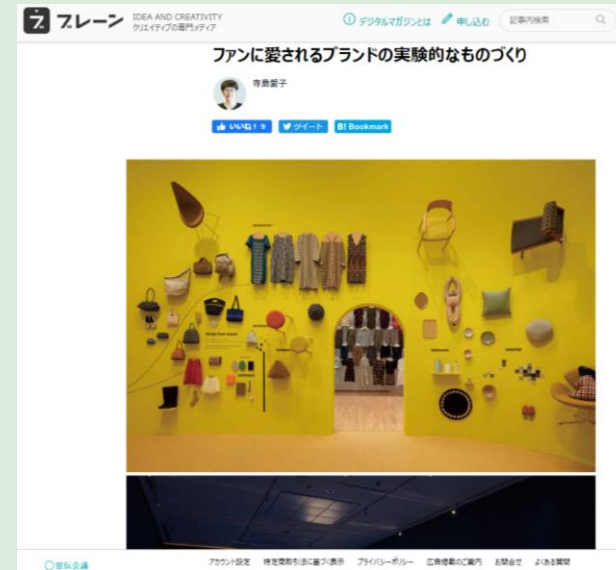 ブレーン
IDEA AND CREATIVITY
クリエイティブの専門メディア
デジタルマガジンとは
申し込む
記事内検索
ファンに愛されるブランドの実験的なものづくり
寺島愛子
いいね！ 9
ツイート
B! Bookmark
宣伝会議
アカウント設定 特定商取引法に基づく表示 プライバシーポリシー 広告掲載のご案内 お問合せ よくある質問